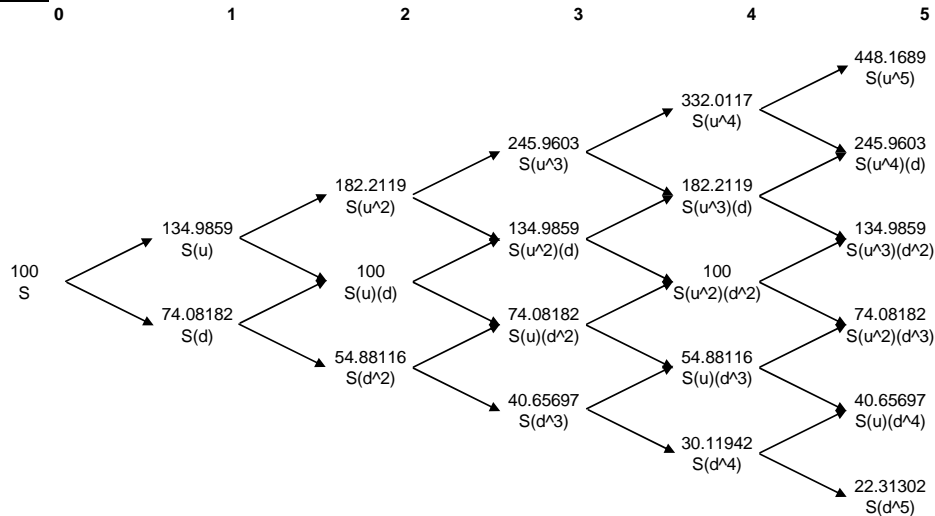 0 1 2 3 4 5
448.1689
S(u^5)
332.0117
S(u^4)
245.9603
S(u^3)
245.9603
S(u^4)(d)
182.2119
S(u^2)
182.2119
S(u^3)(d)
134.9859
S(u)
134.9859
S(u^2)(d)
134.9859
S(u^3)(d^2)
100
S
100
S(u)(d)
100
S(u^2)(d^2)
74.08182
S(d)
74.08182
S(u)(d^2)
74.08182
S(u^2)(d^3)
54.88116
S(d^2)
54.88116
S(u)(d^3)
40.65697
S(d^3)
40.65697
S(u)(d^4)
30.11942
S(d^4)
22.31302
S(d^5)